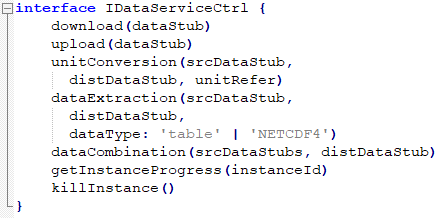 interface IDataServiceCtrl {
download(dataStub)
upload(dataStub)
unitConversion(srcDataStub,
distDataStub, unitRefer)
dataExtraction(srcDataStub,
distDataStub,
dataType: 'table' | 'NETCDF4')
dataCombination(srcDataStubs, distDataStub)
getInstanceProgress(instanceId)
killInstance()
}